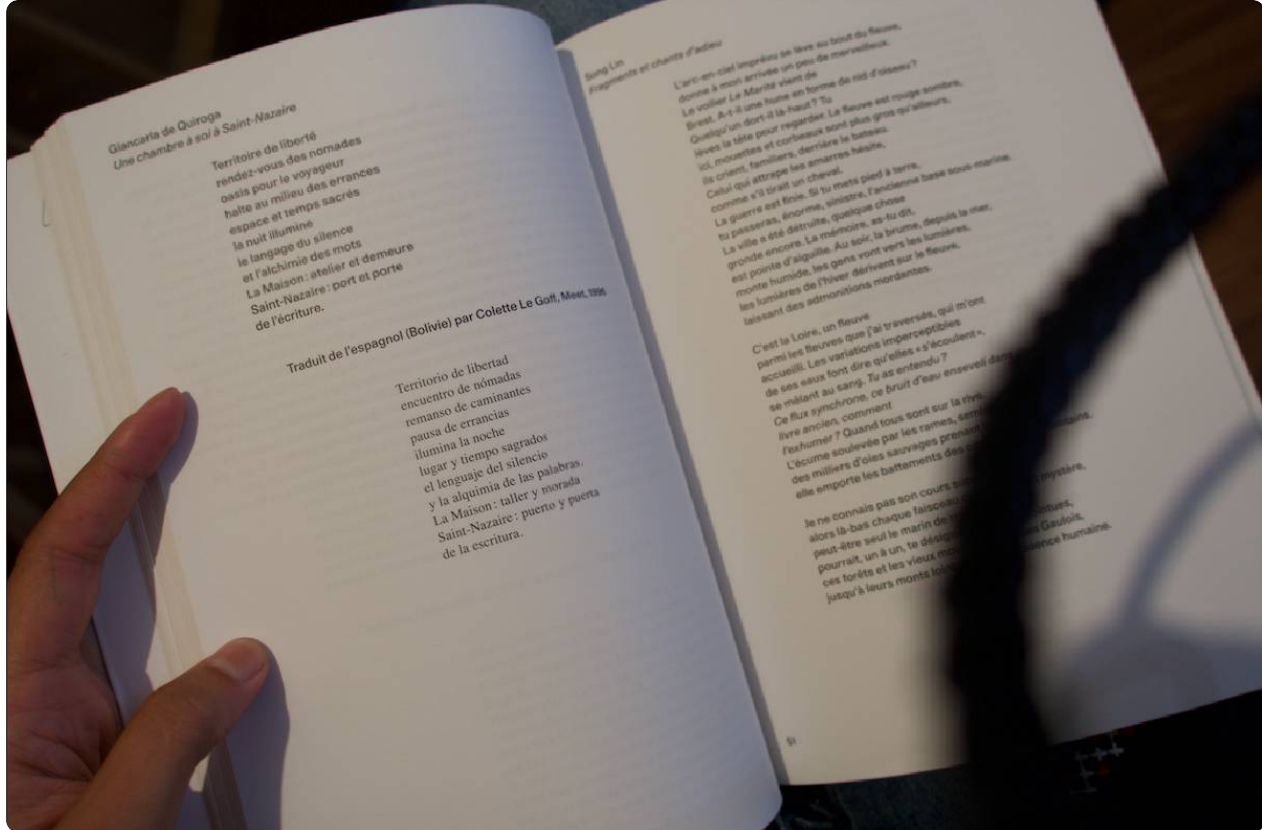 Giancarla de Quiroga
Une chambre à soi à Saint-Nazaire
Territoire de liberté
rendez-vous des nomades
oasis pour le voyageur
halte au milieu des errances
espace et temps sacrés
la nuit illuminé
le langage du silence
et l'alchimie des mots
La Maison : atelier et demeure
Saint-Nazaire : port et porte
de l'écriture.
Traduit de l'espagnol (Bolivie) par Colette Le Goff, Meet, 1995
Territorio de libertad
encuentro de nómadas
remanso de caminantes
pausa de errancias
ilumina la noche
lugar y tiempo sagrados
el lenguaje del silencio
y la alquimia de las palabras.
La Maison : taller y morada
Saint-Nazaire : puerto y puerta
de la escritura.
Song Lin
Fragments et chants d'adieu
L'arc-en-ciel imprévu se lève au bout du fleuve,
donne à mon arrivée un peu de merveilleux.
Le voilier Le Marité vient de
Brest. A-t-il une hune en forme de nid d'oiseau ?
Quelqu'un dort-il là-haut ? Tu
lèves la tête pour regarder. Le fleuve est rouge sombre,
ici, mouettes et corbeaux sont plus gros qu'ailleurs,
ils crient, familiers, derrière le bateau.
Celui qui attrape les amarres hésite,
comme s'il tirait un cheval.
La guerre est finie. Si tu mets pied à terre,
tu passeras, énorme, sinistre, l'ancienne base sous-marine.
La ville a été détruite, quelque chose
gronde encore. La mémoire, as-tu dit,
est pointe d'aiguille. Au soir, la brume, depuis la mer,
monte humide, les gens vont vers les lumières,
les lumières de l'hiver dérivent sur le fleuve,
laissant des admonitions mordantes.
C'est la Loire, un fleuve
parmi les fleuves que j'ai traversés, qui m'ont
accueilli. Les variations imperceptibles
de ses eaux font dire qu'elles « s'écoulent »,
se mêlant au sang. Tu as entendu ?
Ce flux synchrone, ce bruit d'eau enseveli dans
livre ancien, comment
l'exhumer ? Quand tous sont sur la rive,
L'écume soulevée par les rames,
des milliers d'oies sauvages prenant
elle emporte les battements des
Je ne connais pas son cours mystère,
alors là-bas chaque faisceau
peut-être seul le marin de
pourrait, un à un, te Gaulois,
ces forêts et les vieux humaine.
jusqu'à leurs monts
51